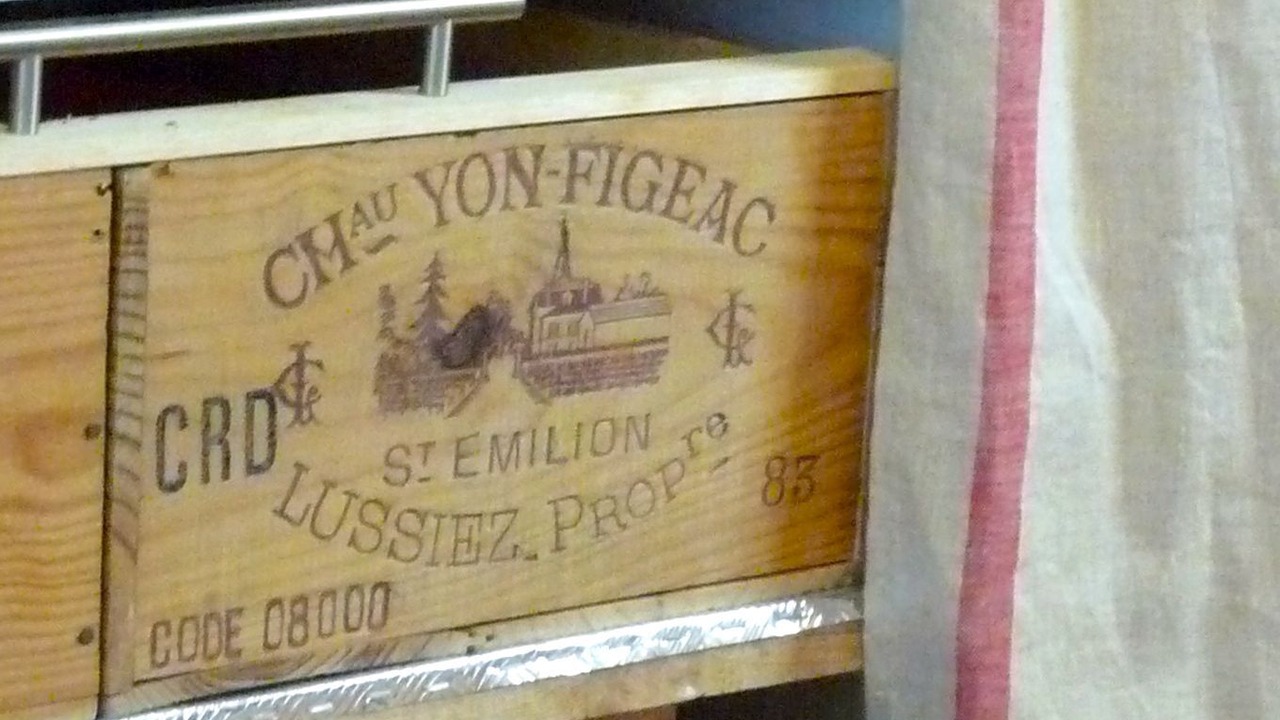 CHAU YON-FIGEAC
CRD
ST EMILION
LUSSIEZ. PROPre
83
CODE 08000